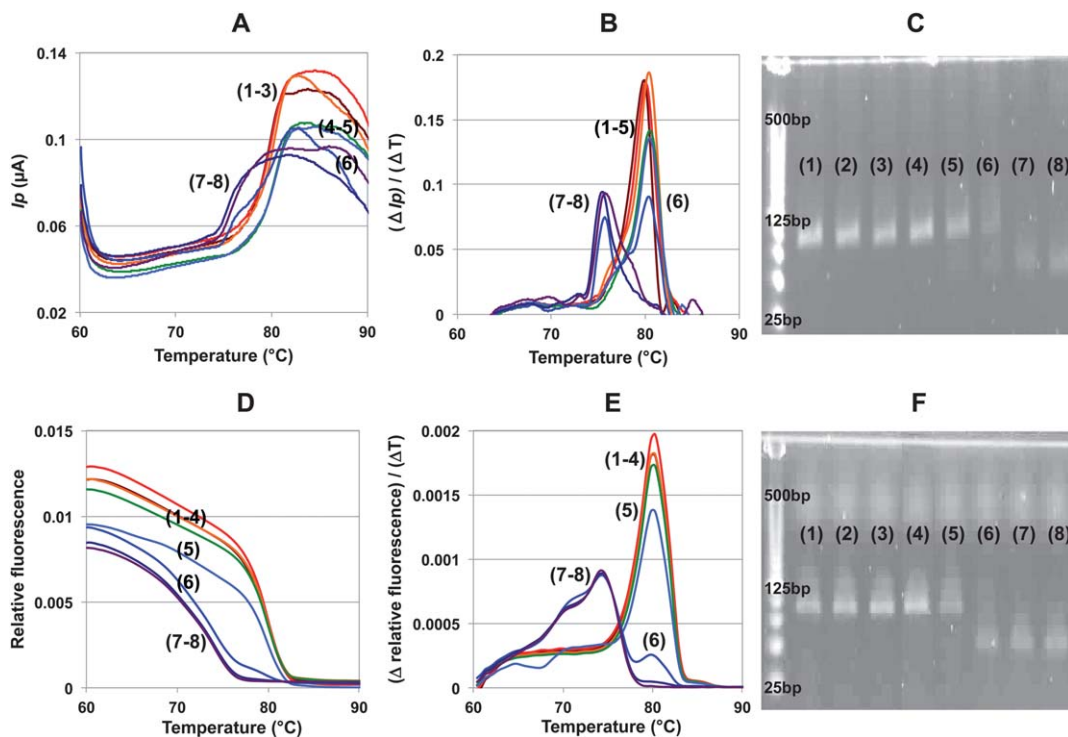 A
Ip (µA)
0.14
0.1
0.06
0.02
(1-3)
(4-5)
(6)
(7-8)
60 70 80 90
Temperature (°C)
B
(Δ Ip) / (ΔT)
0.2
0.15
0.1
0.05
0
(1-5)
(7-8)
(6)
60 70 80 90
Temperature (°C)
C
500bp
(1) (2) (3) (4) (5) (6) (7) (8)
125bp
25bp
D
Relative fluorescence
0.015
0.01
0.005
0
(1-4)
(5)
(6)
(7-8)
60 70 80 90
Temperature (°C)
E
(Δ relative fluorescence) / (ΔT)
0.002
0.0015
0.001
0.0005
0
(1-4)
(5)
(7-8)
(6)
60 70 80 90
Temperature (°C)
F
500bp
(1) (2) (3) (4) (5) (6) (7) (8)
125bp
25bp